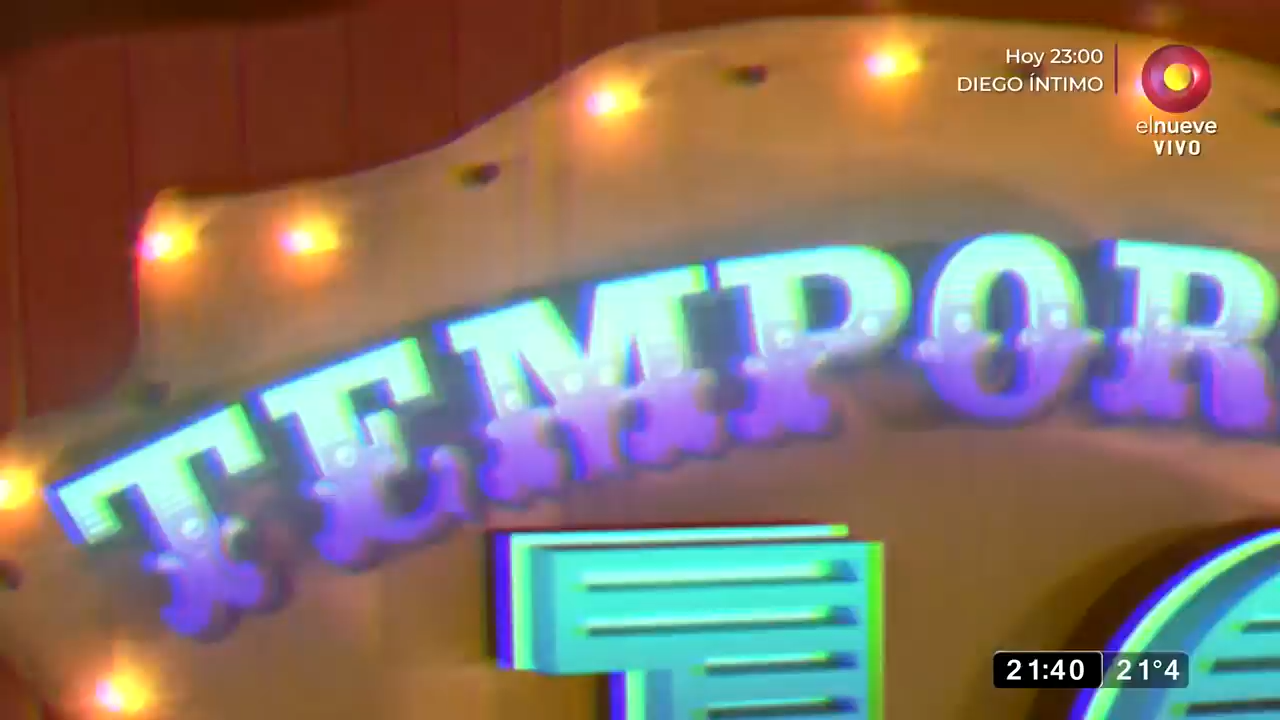 Hoy 23:00
DIEGO ÍNTIMO
elnueve
VIVO
TEMPOR
21:40 21°4